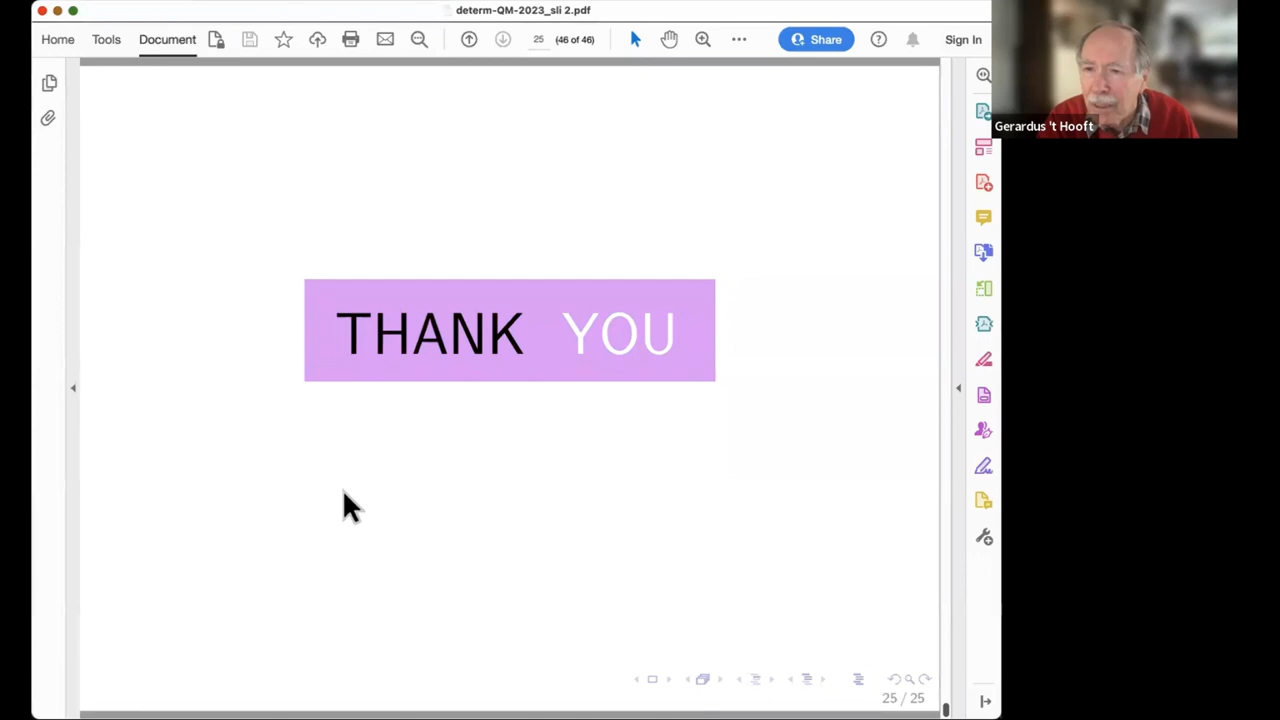 determ-QM-2023_sli 2.pdf
Home Tools Document 25 (46 of 46) Share Sign In
Gerardus 't Hooft
THANK YOU
25 / 25